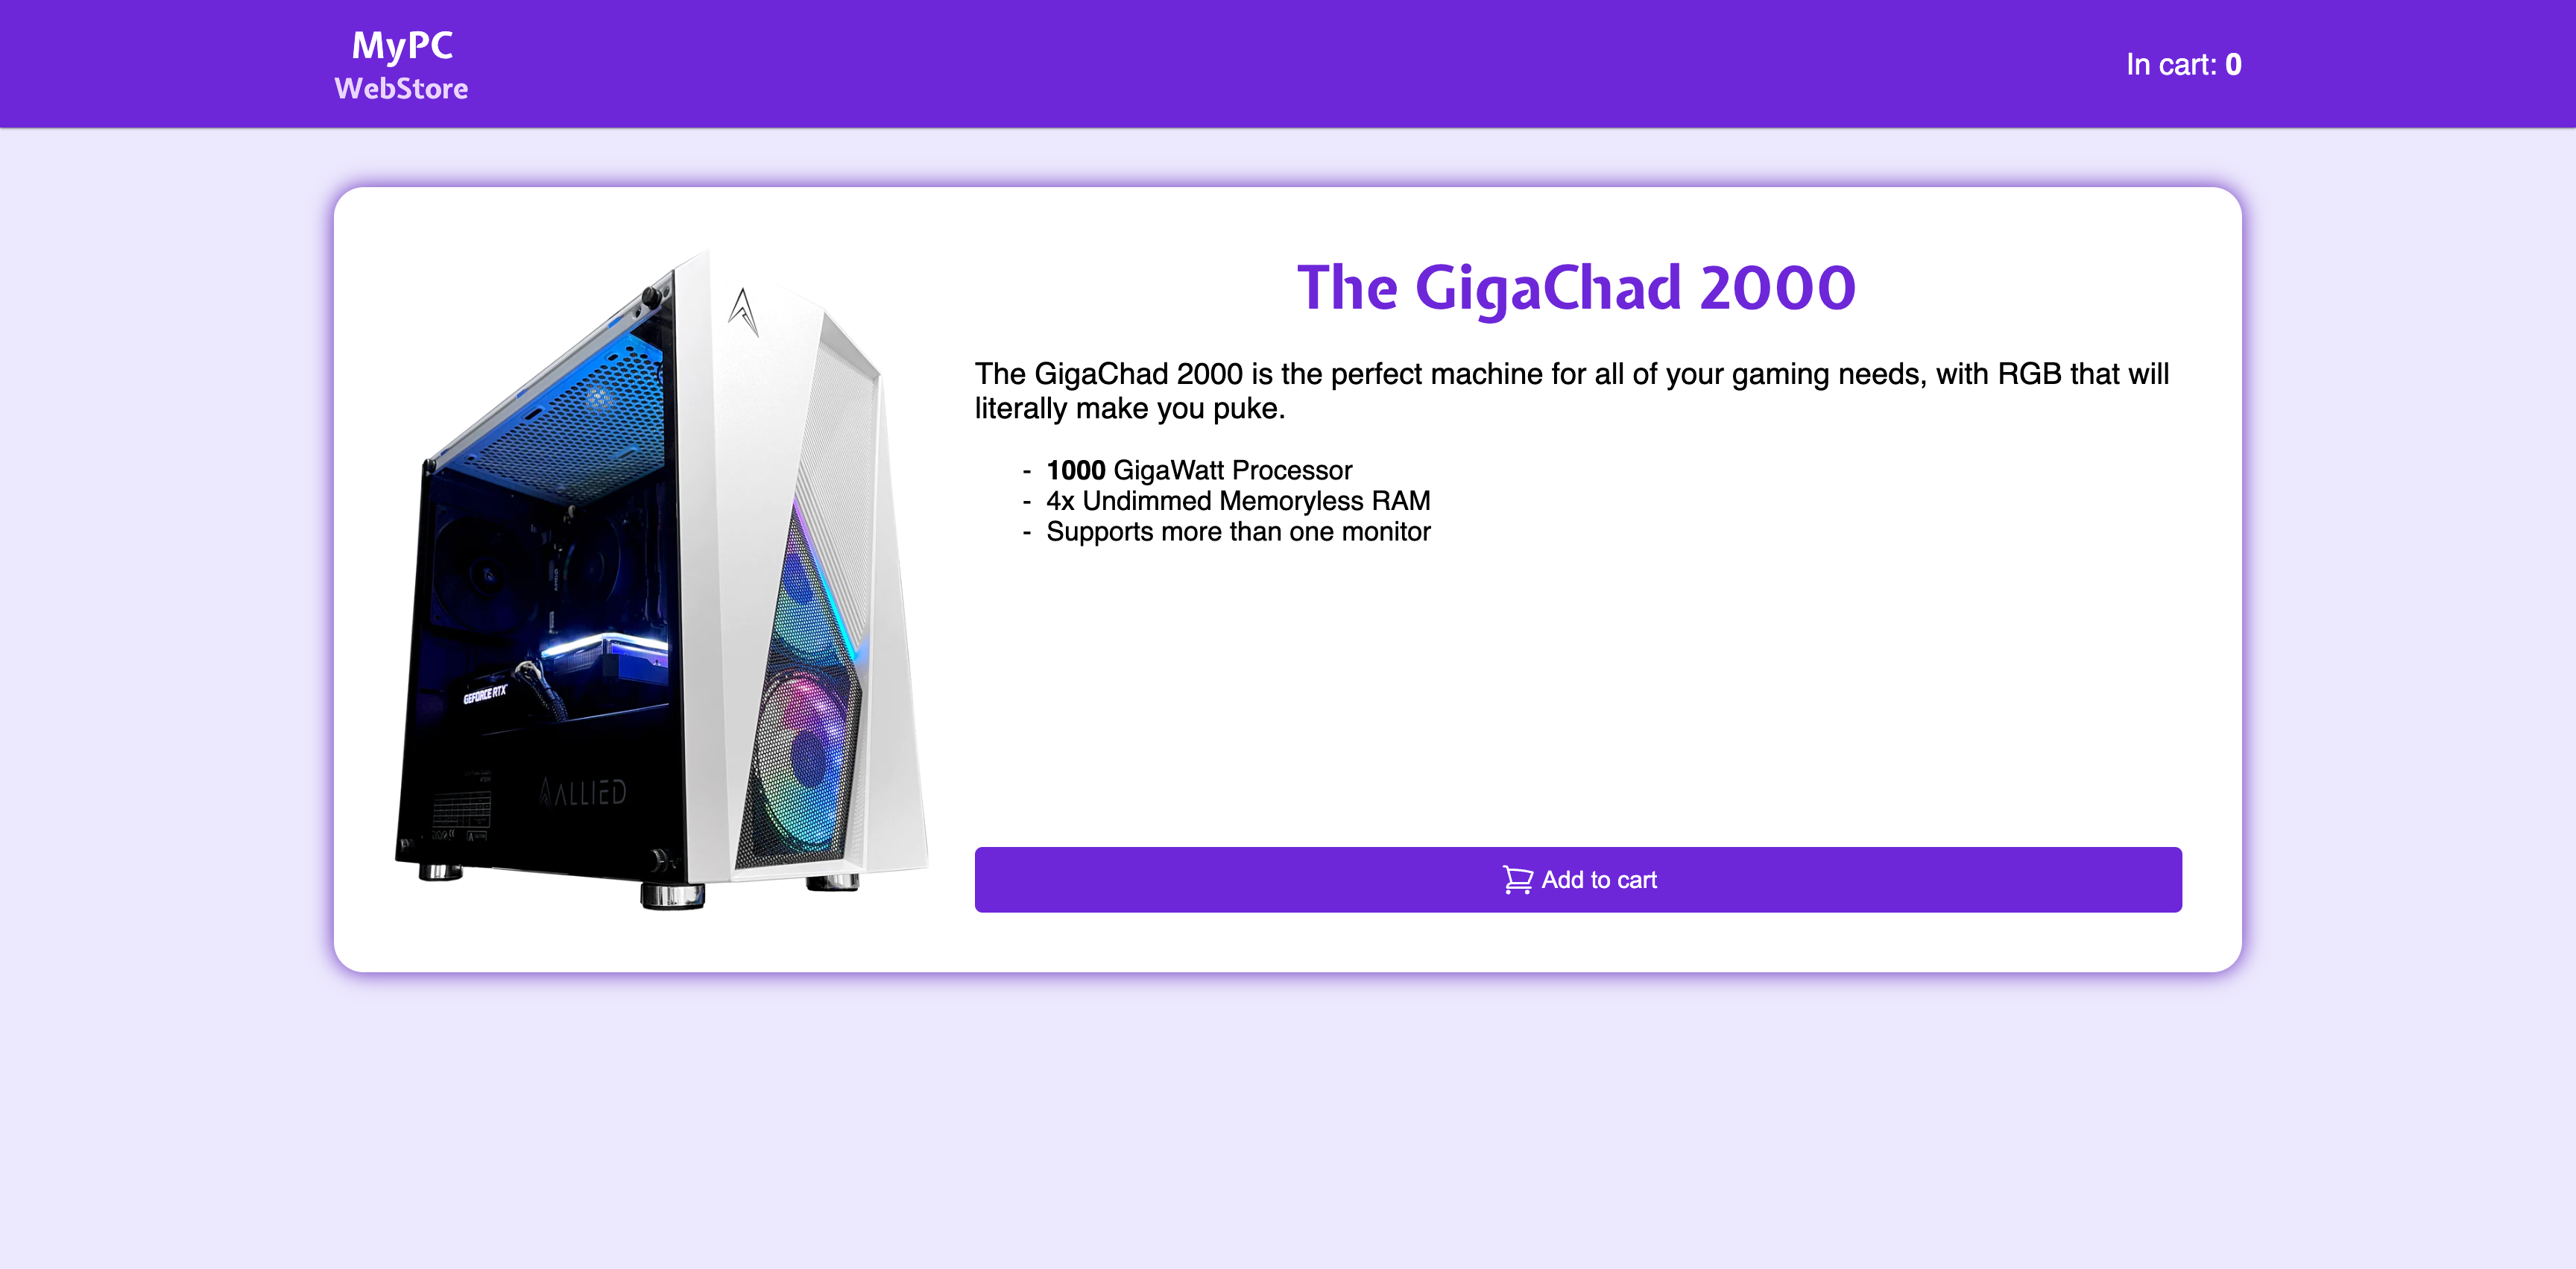 MyPC
WebStore
In cart: 0
The GigaChad 2000
The GigaChad 2000 is the perfect machine for all of your gaming needs, with RGB that will
literally make you puke.
- 1000 GigaWatt Processor
- 4x Undimmed Memoryless RAM
- Supports more than one monitor
GEFORCE RTX
ALLIED
Add to cart